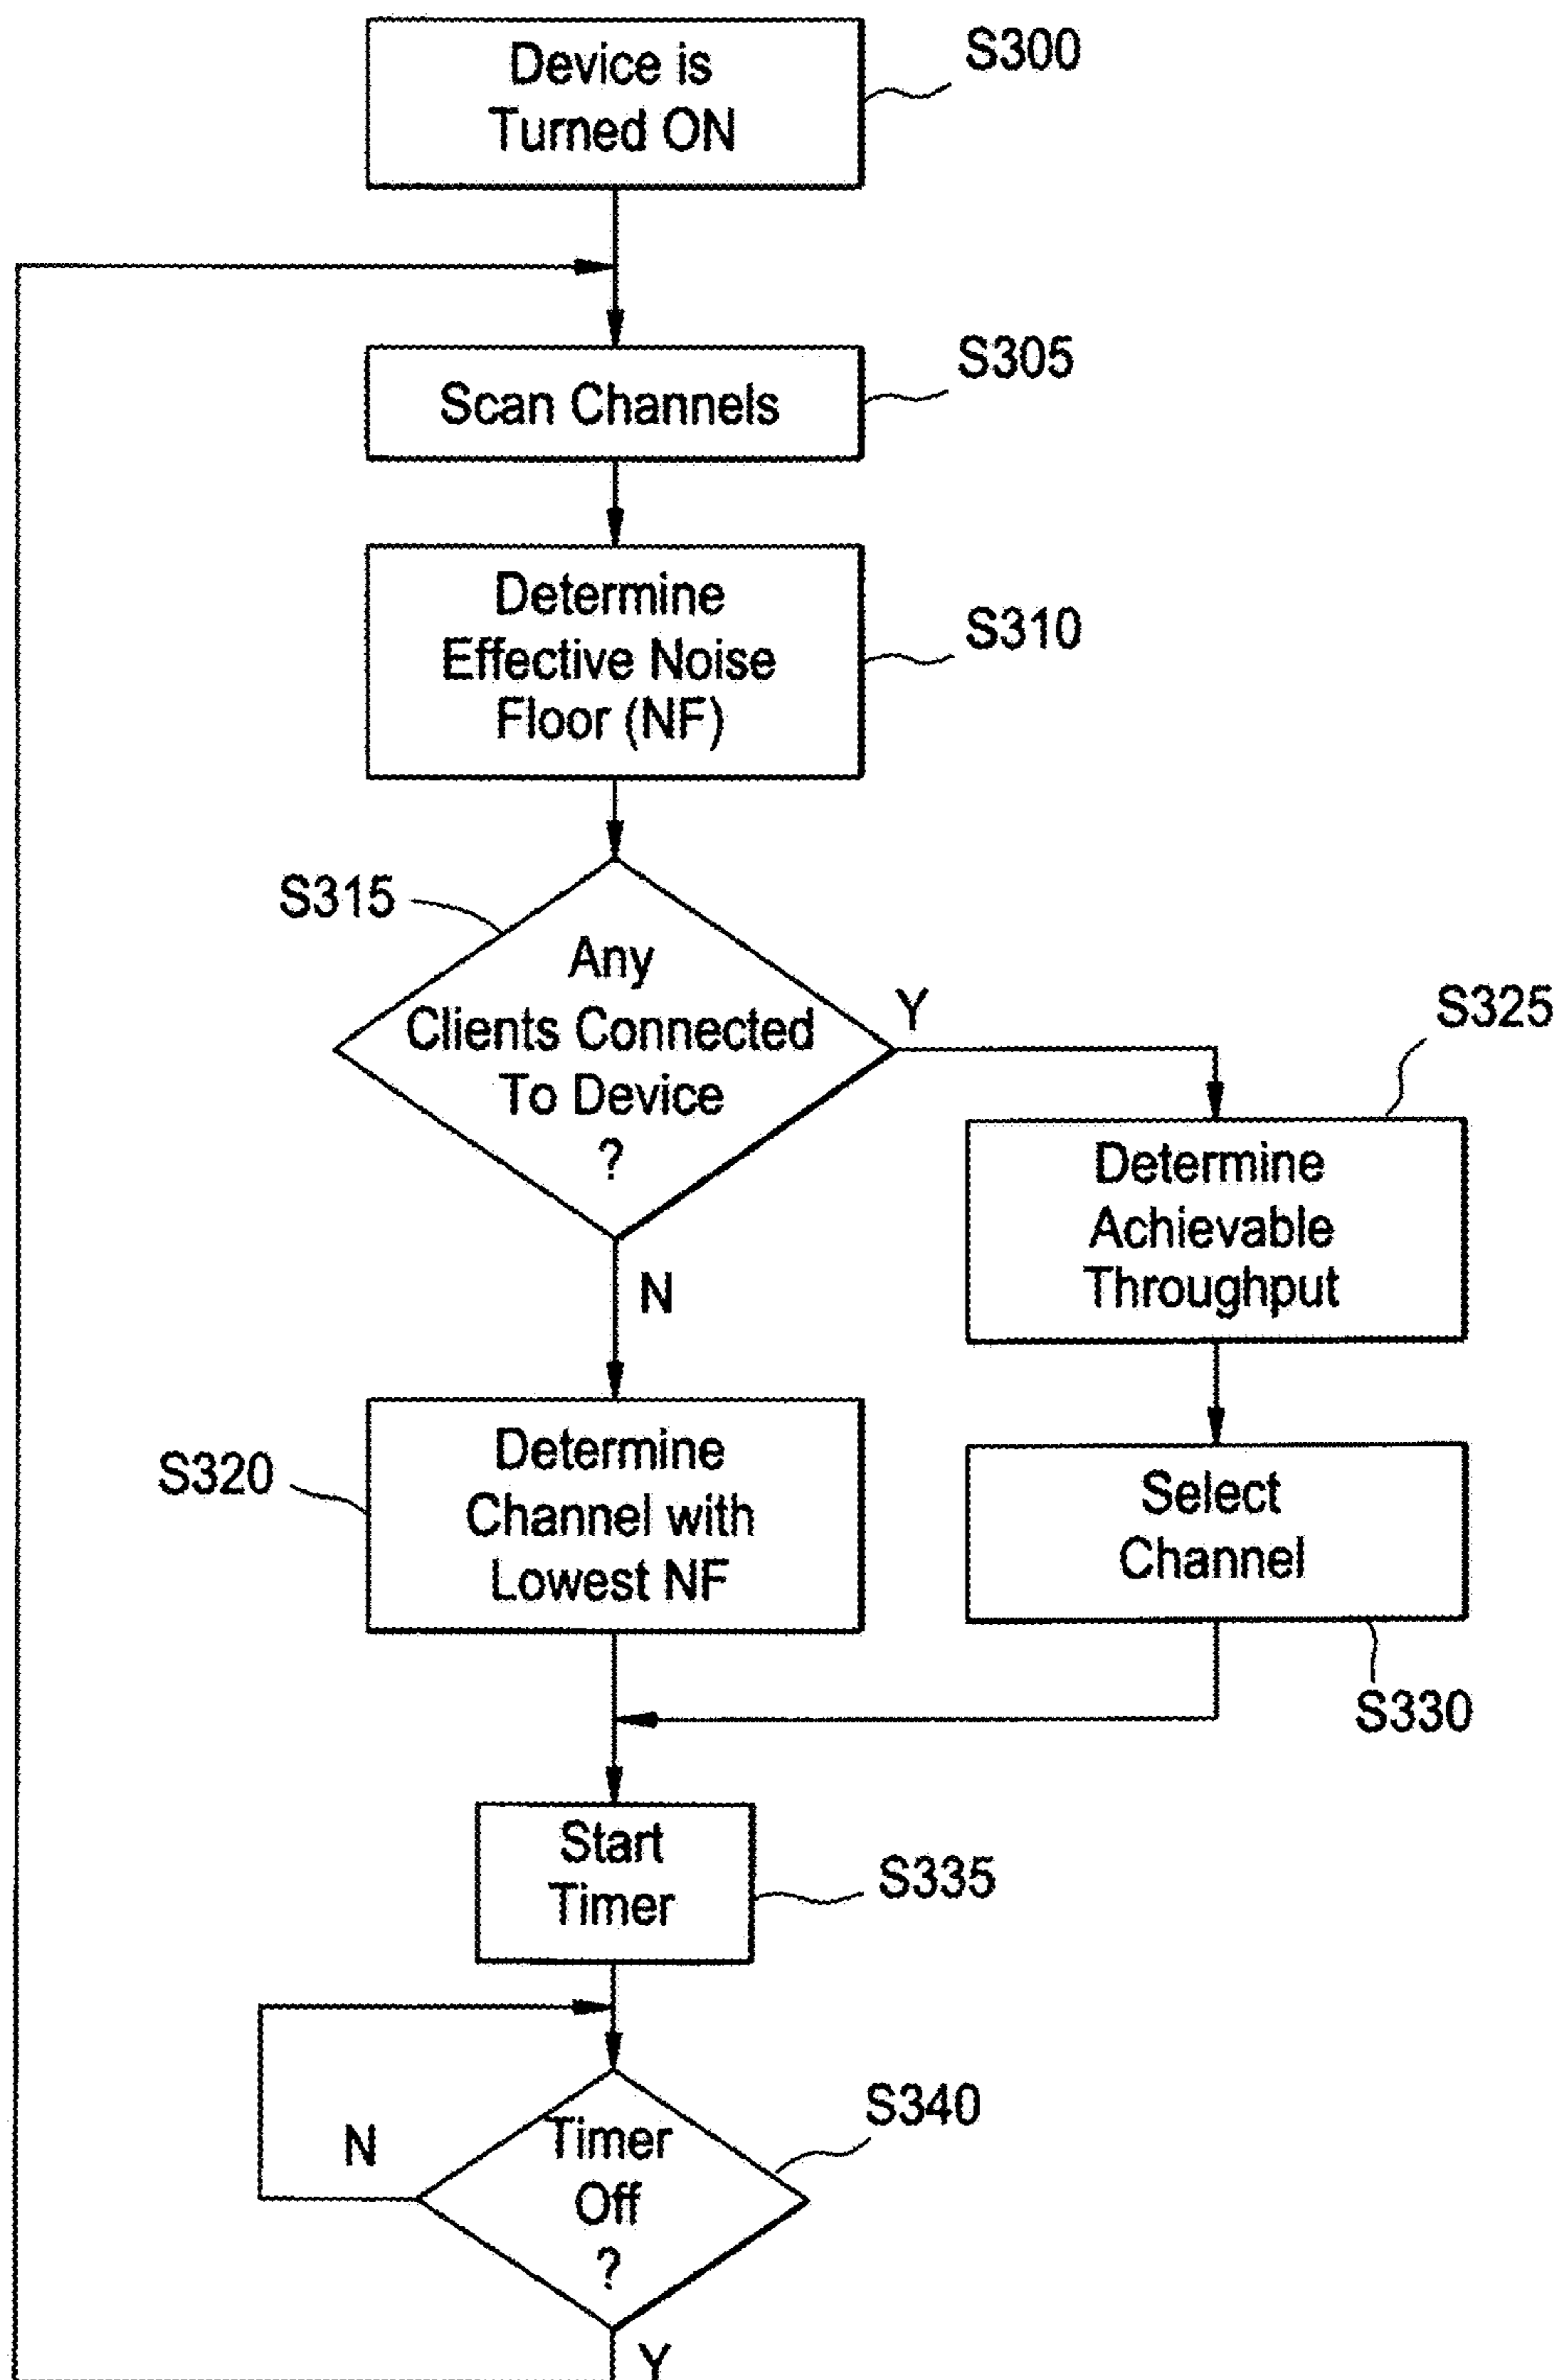 Device is
Turned ON
S300
Scan Channels
S305
Determine
Effective Noise
Floor (NF)
S310
S315
Any
Clients Connected
To Device
?
Y
N
S325
Determine
Achievable
Throughput
S320
Determine
Channel with
Lowest NF
Select
Channel
S330
Start
Timer
S335
S340
Timer
Off
?
N
Y